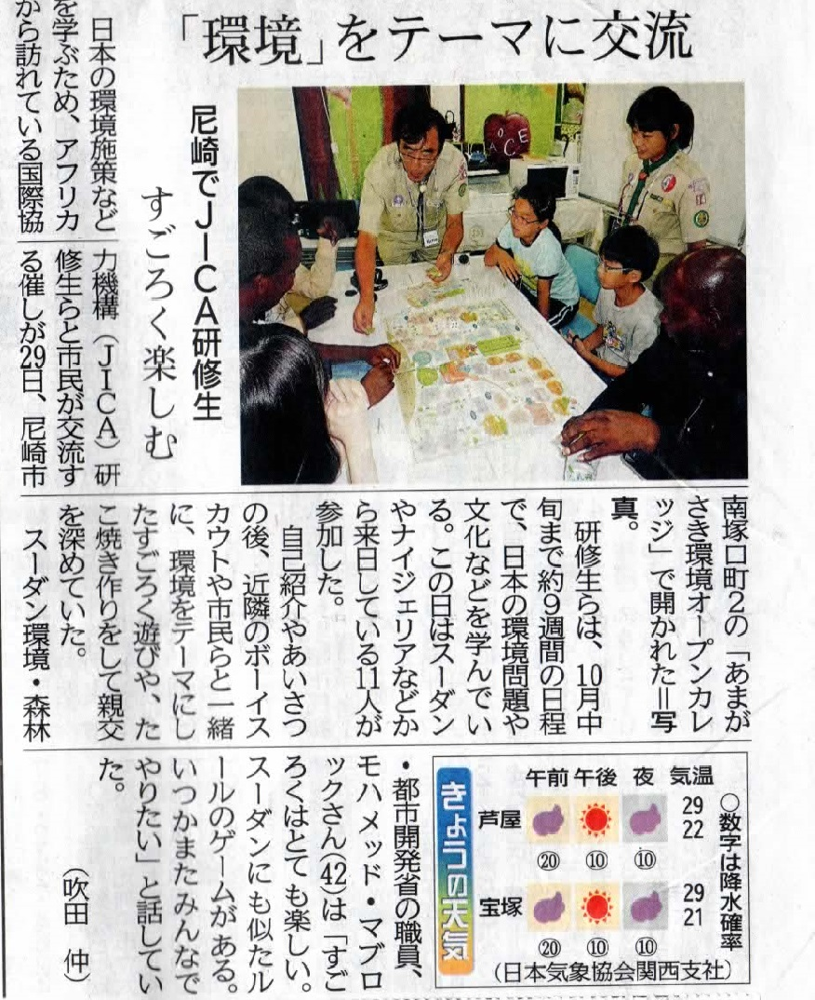 「環境」をテーマに交流
尼崎でJICA研修生
すごろく楽しむ
日本の環境施策など
を学ぶため、アフリカ
から訪れている国際協
力機構(JICA)研
修生らと市民が交流す
る催しが29日、尼崎市
南塚口町2の「あまが
さき環境オープンカレ
ッジ」で開かれた=写
真。
研修生らは、10月中
旬まで約9週間の日程
で、日本の環境問題や
文化などを学んでい
る。この日はスーダン
やナイジェリアなどか
ら来日している11人が
参加した。
自己紹介やあいさつ
の後、近隣のボーイス
カウトや市民らと一緒
に、環境をテーマにし
たすごろく遊びや、た
こ焼き作りをして親交
を深めていた。
スーダン環境・森林
・都市開発省の職員、
モハメッド・マブロ
ックさん(42)は「すご
ろくはとても楽しい。
スーダンにも似たル
ールのゲームがある。
いつかまたみんなで
やりたい」と話してい
た。
(吹田 仲)
きょうの天気
午前 午後 夜 気温
芦屋 29 22
⑳ ⑩ ⑩
宝塚 29 21
⑳ ⑩ ⑩
○数字は降水確率
(日本気象協会関西支社)